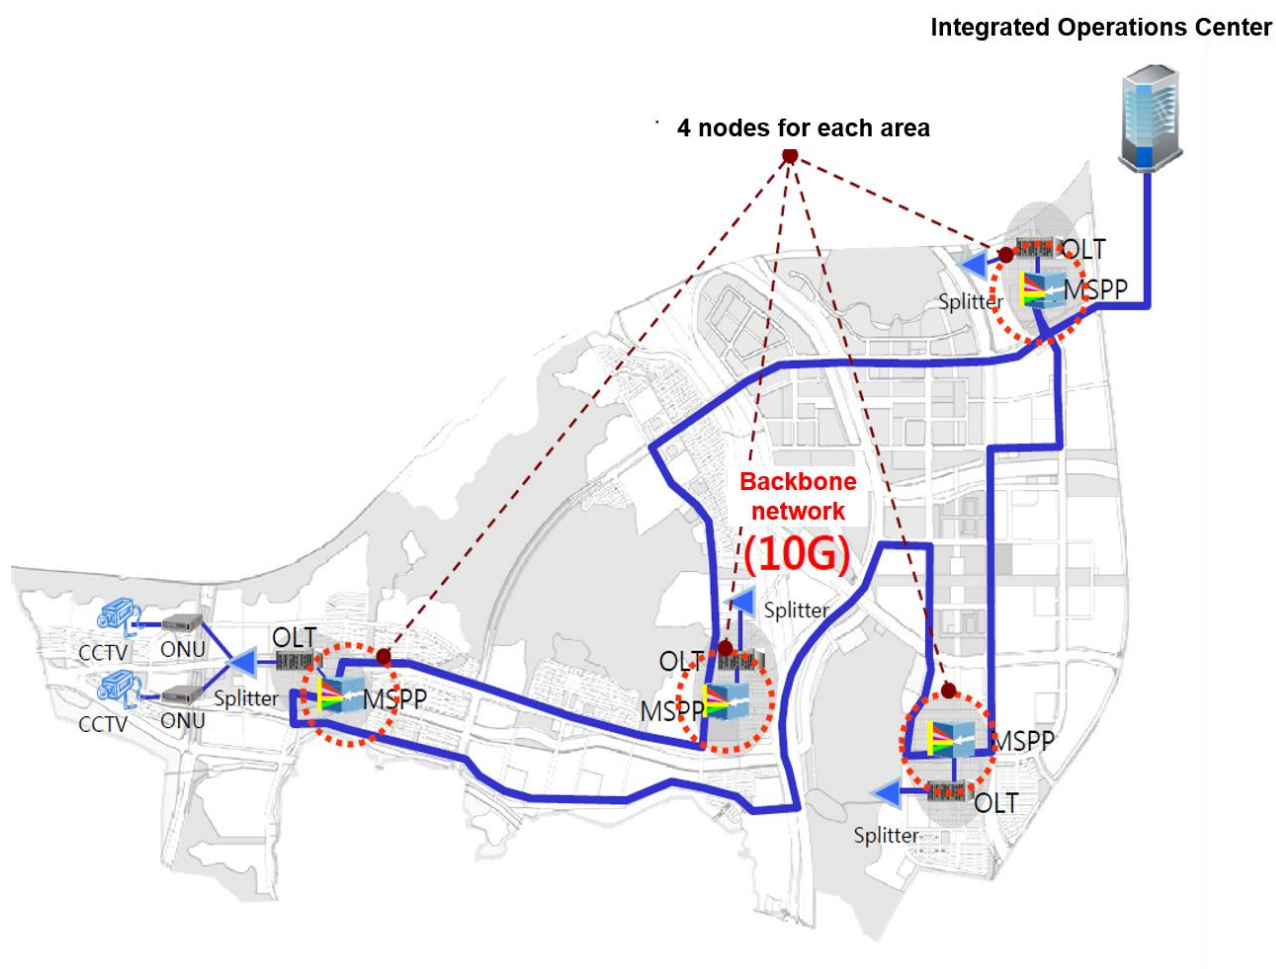 Integrated Operations Center
4 nodes for each area
OLT
MSPP
Splitter
Backbone
network
(10G)
Splitter
OLT
MSPP
CCTV
ONU
OLT
Splitter
MSPP
CCTV
ONU
MSPP
OLT
Splitter